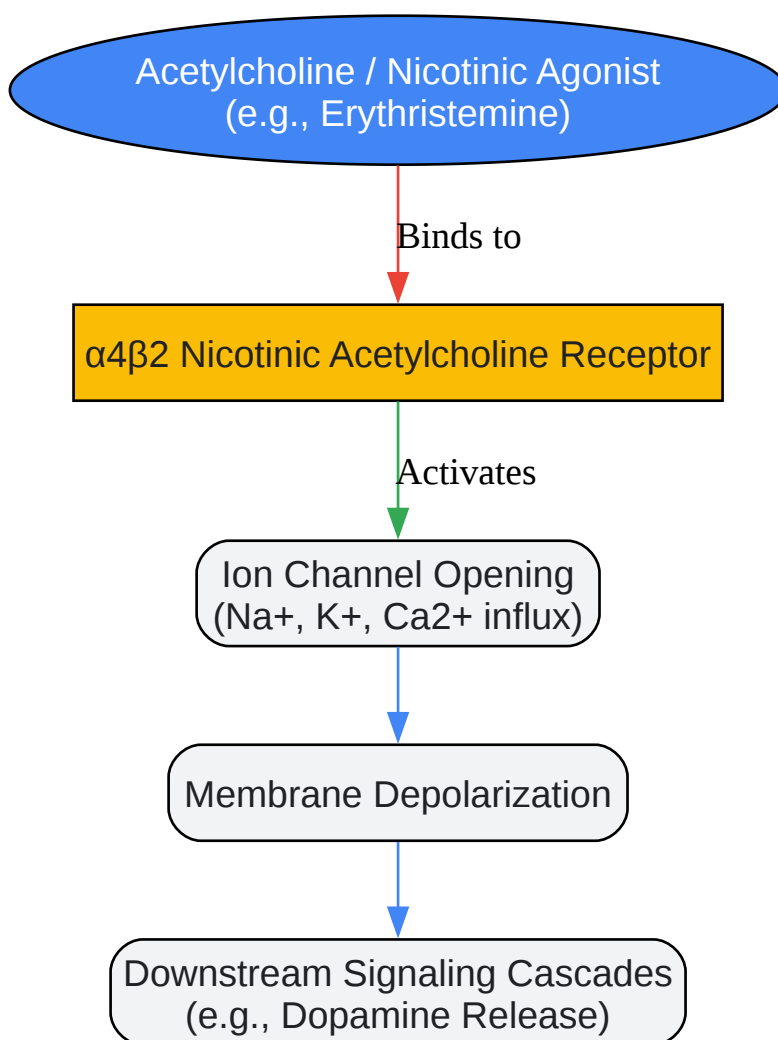 Acetylcholine / Nicotinic Agonist
(e.g., Erythristemine)
Binds to
α4β2 Nicotinic Acetylcholine Receptor
Activates
Ion Channel Opening
(Na+, K+, Ca2+ influx)
Membrane Depolarization
Downstream Signaling Cascades
(e.g., Dopamine Release)